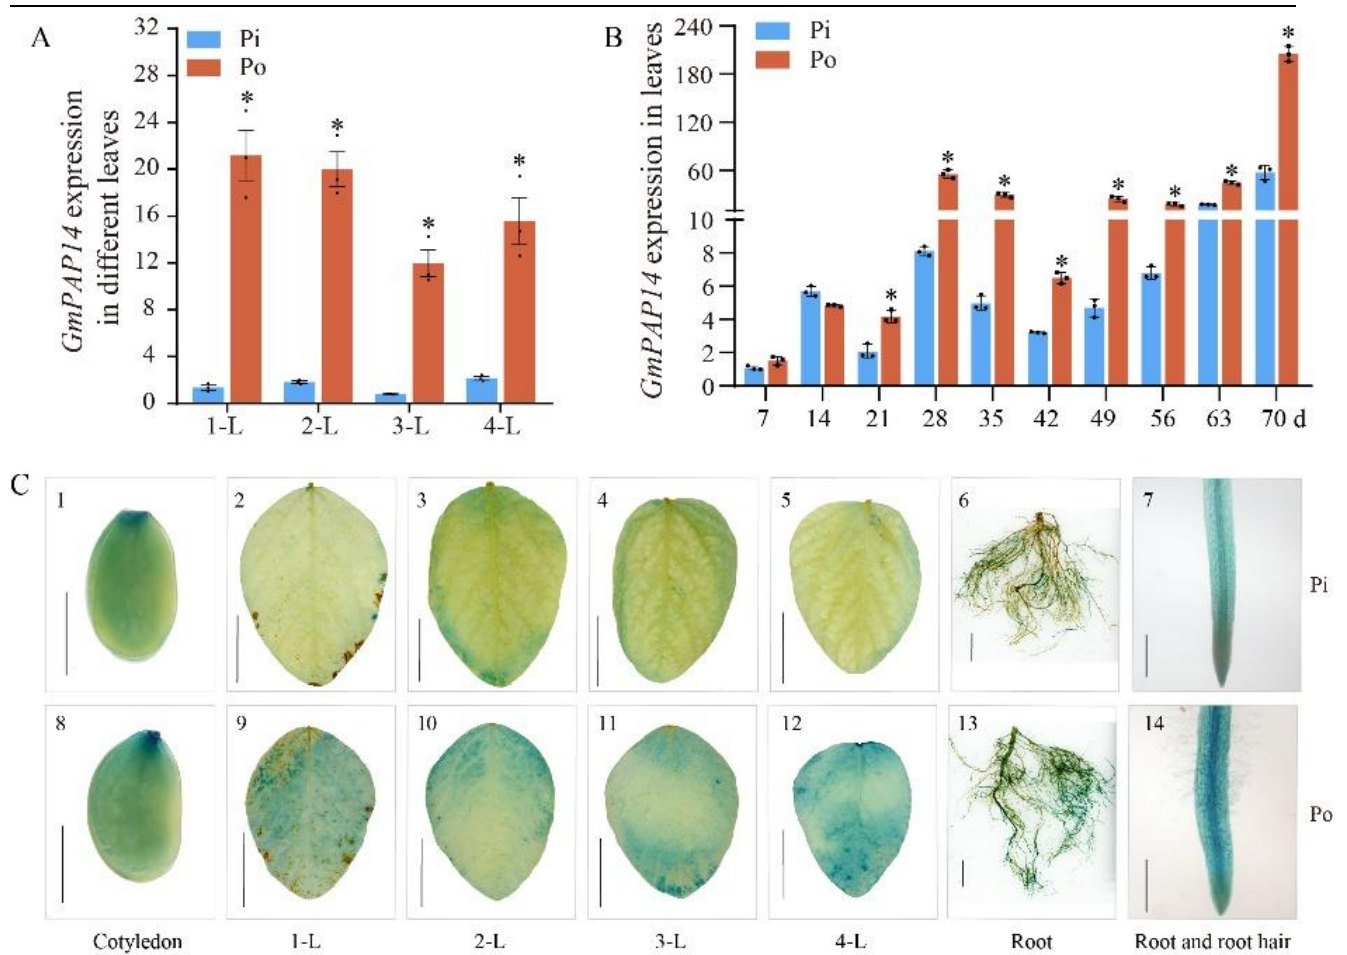 A
GmPAP14 expression
in different leaves
32
28
24
20
16
12
8
4
0
Pi
Po
*
*
*
*
1-L
2-L
3-L
4-L
B
GmPAP14 expression in leaves
240
180
120
60
10
8
6
4
2
0
Pi
Po
*
*
*
*
*
*
*
*
7
14
21
28
35
42
49
56
63
70 d
C
1
2
3
4
5
6
7
Pi
8
9
10
11
12
13
14
Po
Cotyledon
1-L
2-L
3-L
4-L
Root
Root and root hair